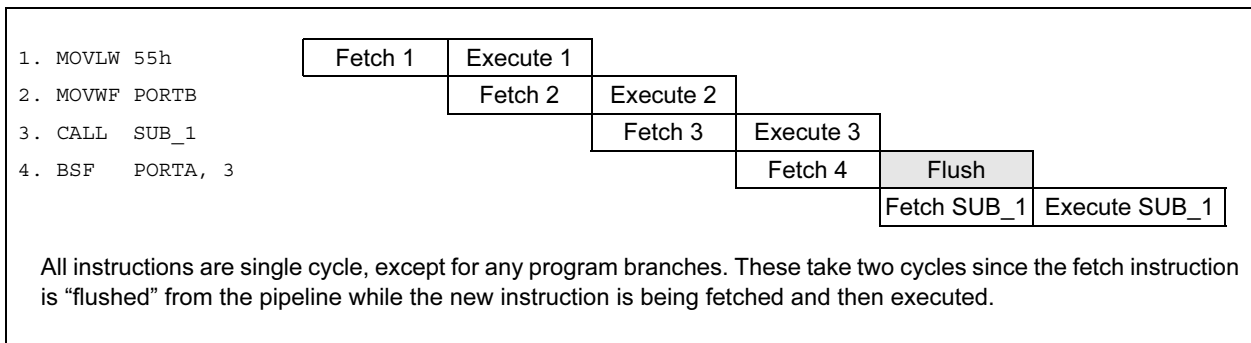 1. MOVLW 55h Fetch 1 Execute 1
2. MOVWF PORTB Fetch 2 Execute 2
3. CALL SUB_1 Fetch 3 Execute 3
4. BSF PORTA, 3 Fetch 4 Flush
Fetch SUB_1 Execute SUB_1
All instructions are single cycle, except for any program branches. These take two cycles since the fetch instruction
is “flushed” from the pipeline while the new instruction is being fetched and then executed.